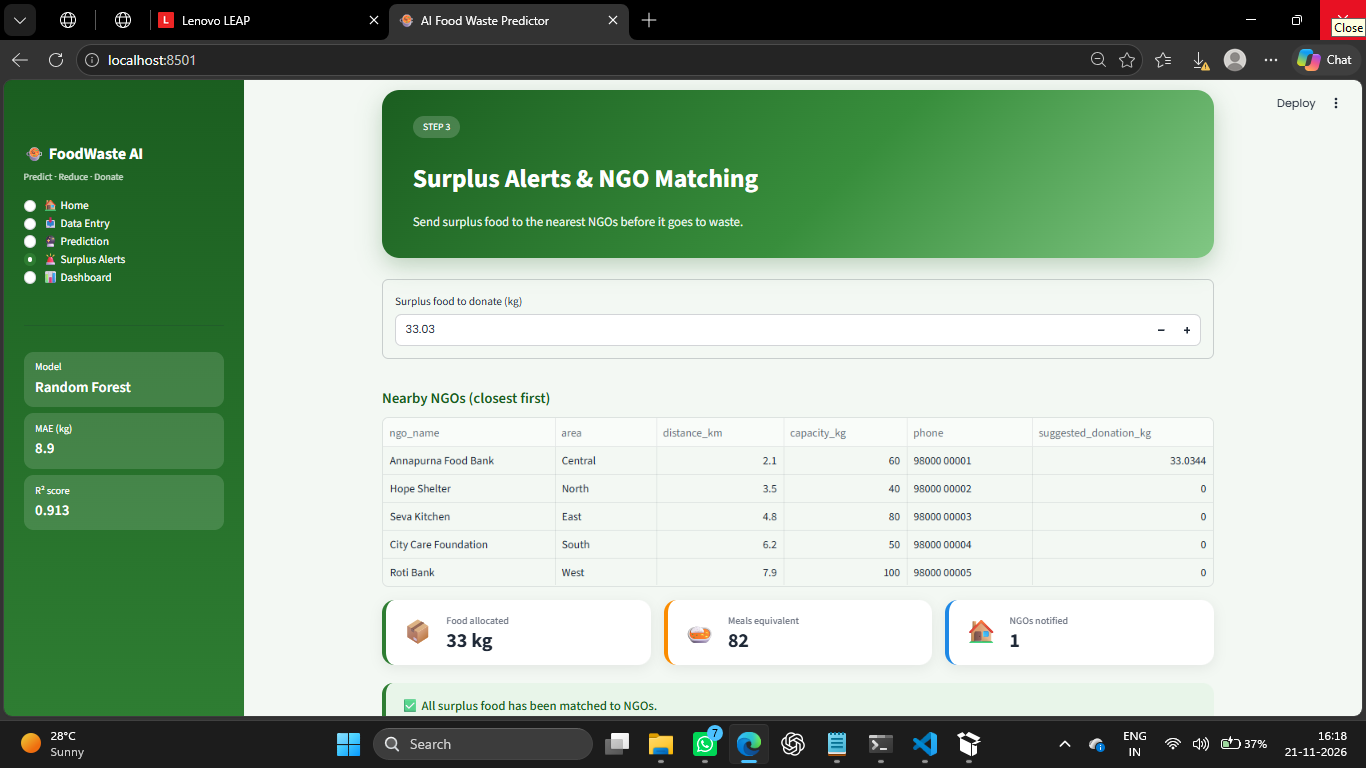 Lenovo LEAP
AI Food Waste Predictor
Close
localhost:8501
Chat
Deploy
FoodWaste AI
Predict · Reduce · Donate
Home
Data Entry
Prediction
Surplus Alerts
Dashboard
Model
Random Forest
MAE (kg)
8.9
R² score
0.913
STEP 3
Surplus Alerts & NGO Matching
Send surplus food to the nearest NGOs before it goes to waste.
Surplus food to donate (kg)
33.03
Nearby NGOs (closest first)
ngo_name area distance_km capacity_kg phone suggested_donation_kg
Annapurna Food Bank Central 2.1 60 98000 00001 33.0344
Hope Shelter North 3.5 40 98000 00002 0
Seva Kitchen East 4.8 80 98000 00003 0
City Care Foundation South 6.2 50 98000 00004 0
Roti Bank West 7.9 100 98000 00005 0
Food allocated
33 kg
Meals equivalent
82
NGOs notified
1
All surplus food has been matched to NGOs.
28°C
Sunny
Search
7
ENG
IN
37%
16:18
21-11-2026